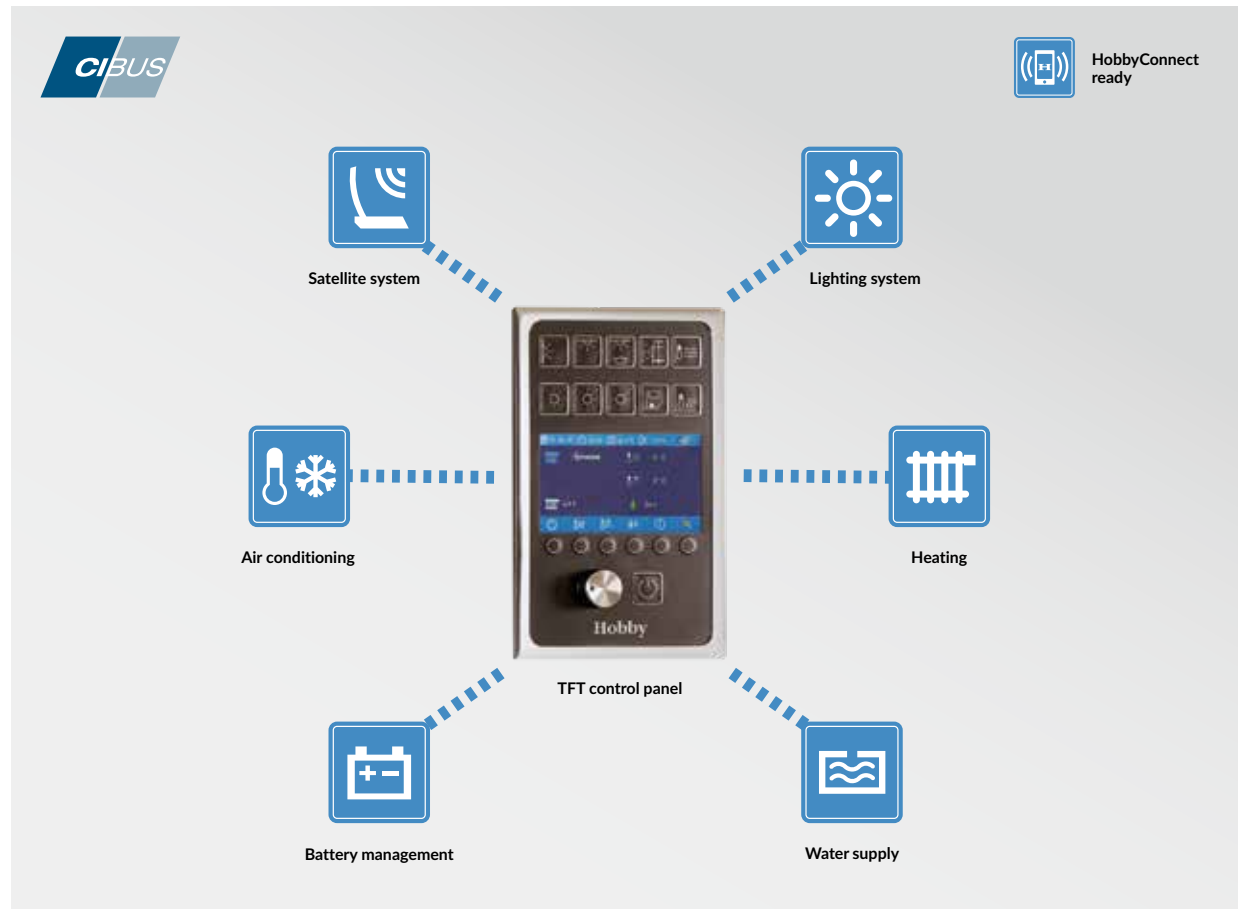 CIBUS
HobbyConnect
ready
Satellite system
Lighting system
Air conditioning
Heating
Hobby
TFT control panel
Battery management
Water supply